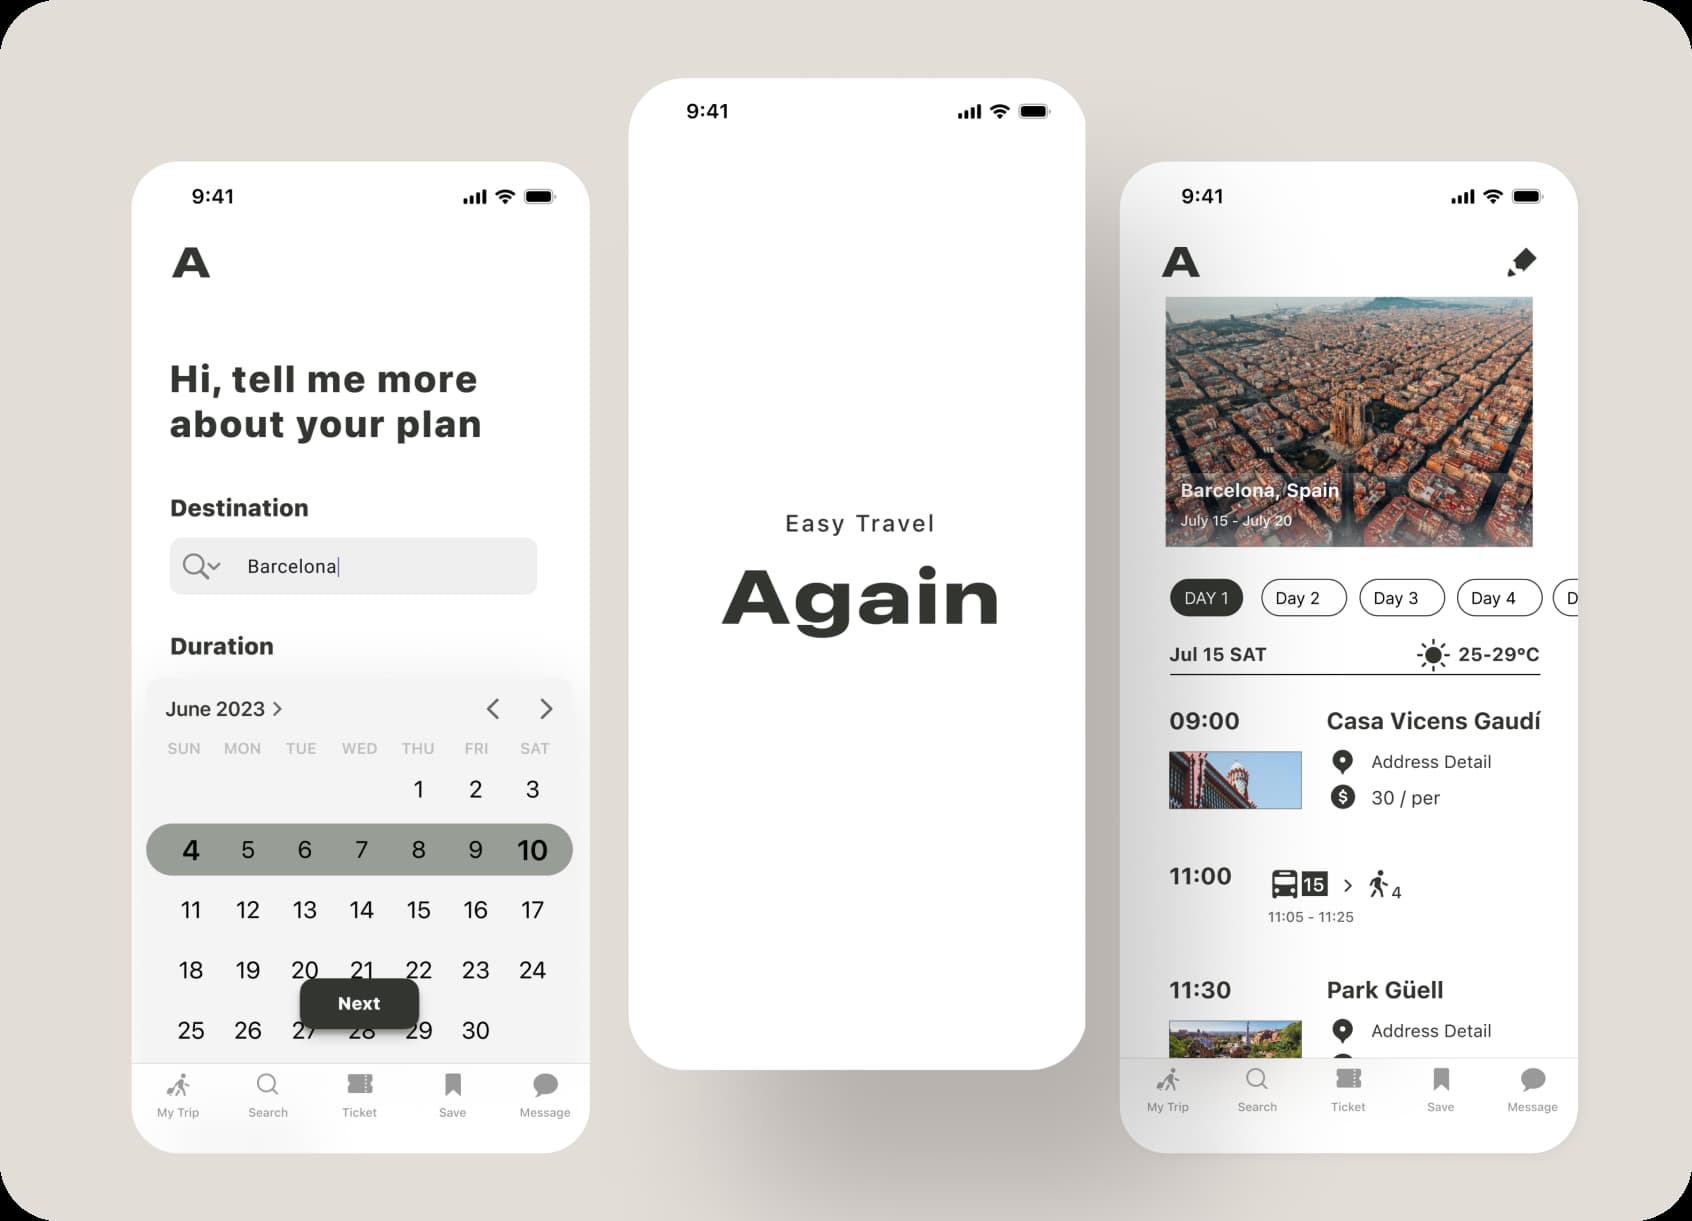 9:41
A
Hi, tell me more
about your plan
Destination
Barcelona
Duration
June 2023
SUN MON TUE WED THU FRI SAT
1 2 3
4 5 6 7 8 9 10
11 12 13 14 15 16 17
18 19 20 21 22 23 24
25 26 27 28 29 30
Next
My Trip Search Ticket Save Message
9:41
Easy Travel
Again
9:41
A
Barcelona, Spain
July 15 - July 20
DAY 1 Day 2 Day 3 Day 4 D
Jul 15 SAT 25-29°C
09:00 Casa Vicens Gaudí
Address Detail
$ 30 / per
11:00 15 > 4
11:05 - 11:25
11:30 Park Güell
Address Detail
My Trip Search Ticket Save Message